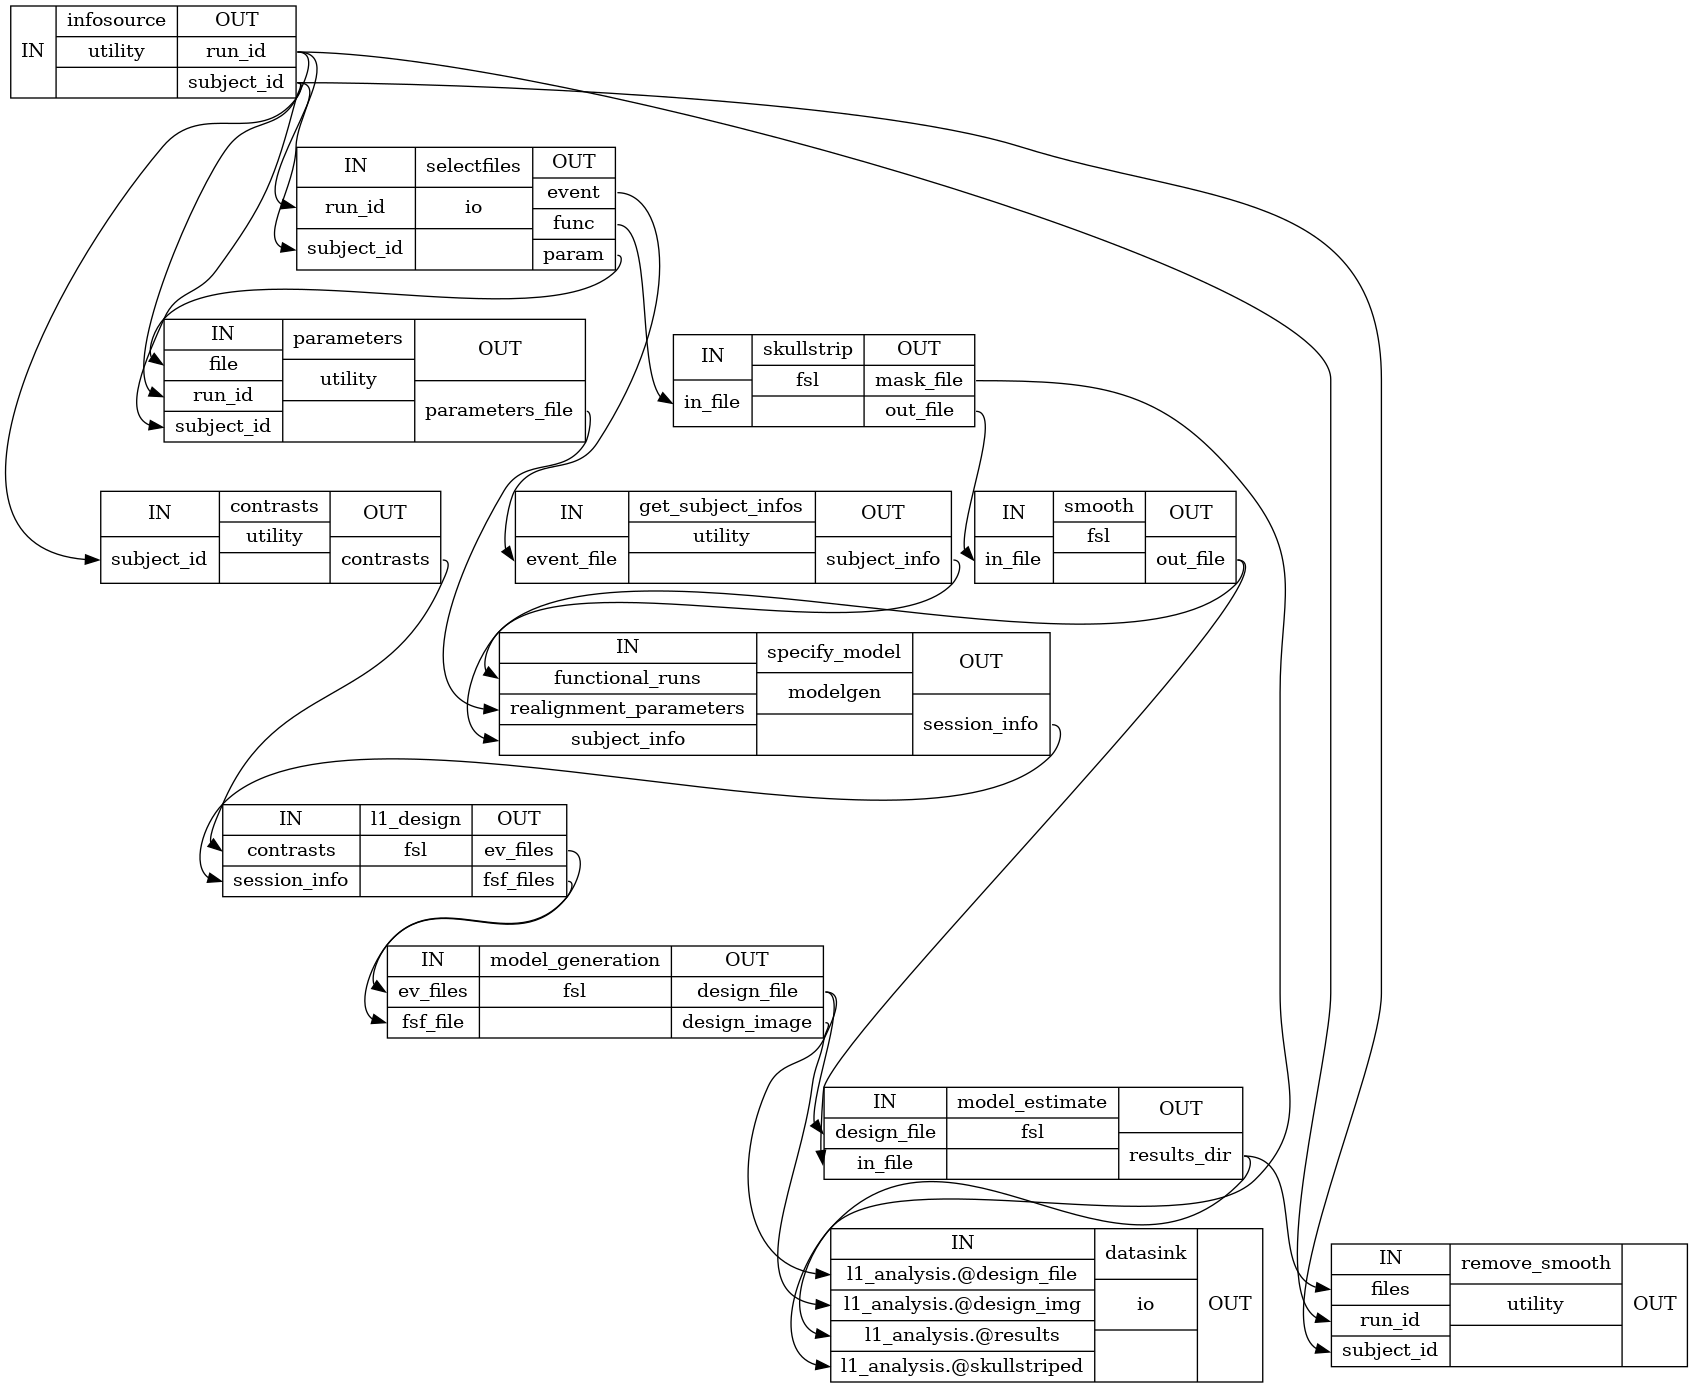 IN
infosource
utility
OUT
run_id
subject_id
IN
run_id
subject_id
selectfiles
io
OUT
event
func
param
IN
file
run_id
subject_id
parameters
utility
OUT
parameters_file
IN
in_file
skullstrip
fsl
OUT
mask_file
out_file
IN
subject_id
contrasts
utility
OUT
contrasts
IN
event_file
get_subject_infos
utility
OUT
subject_info
IN
in_file
smooth
fsl
OUT
out_file
IN
functional_runs
realignment_parameters
subject_info
specify_model
modelgen
OUT
session_info
IN
contrasts
session_info
l1_design
fsl
OUT
ev_files
fsf_files
IN
ev_files
fsf_file
model_generation
fsl
OUT
design_file
design_image
IN
design_file
in_file
model_estimate
fsl
OUT
results_dir
IN
l1_analysis.@design_file
l1_analysis.@design_img
l1_analysis.@results
l1_analysis.@skullstriped
datasink
io
OUT
IN
files
run_id
subject_id
remove_smooth
utility
OUT